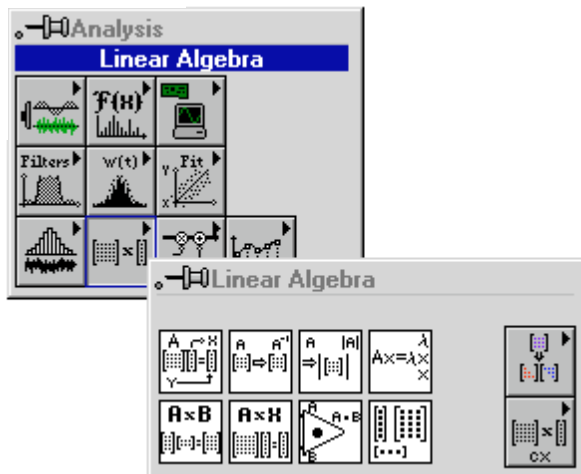 Analysis
Linear Algebra
F(x)
Filters W(t) Y Fit
X
Linear Algebra
A X
Y
A A⁻¹
A |A|
Ax=λx
λ
x
A×B
A×X
A
A•B
B
CX